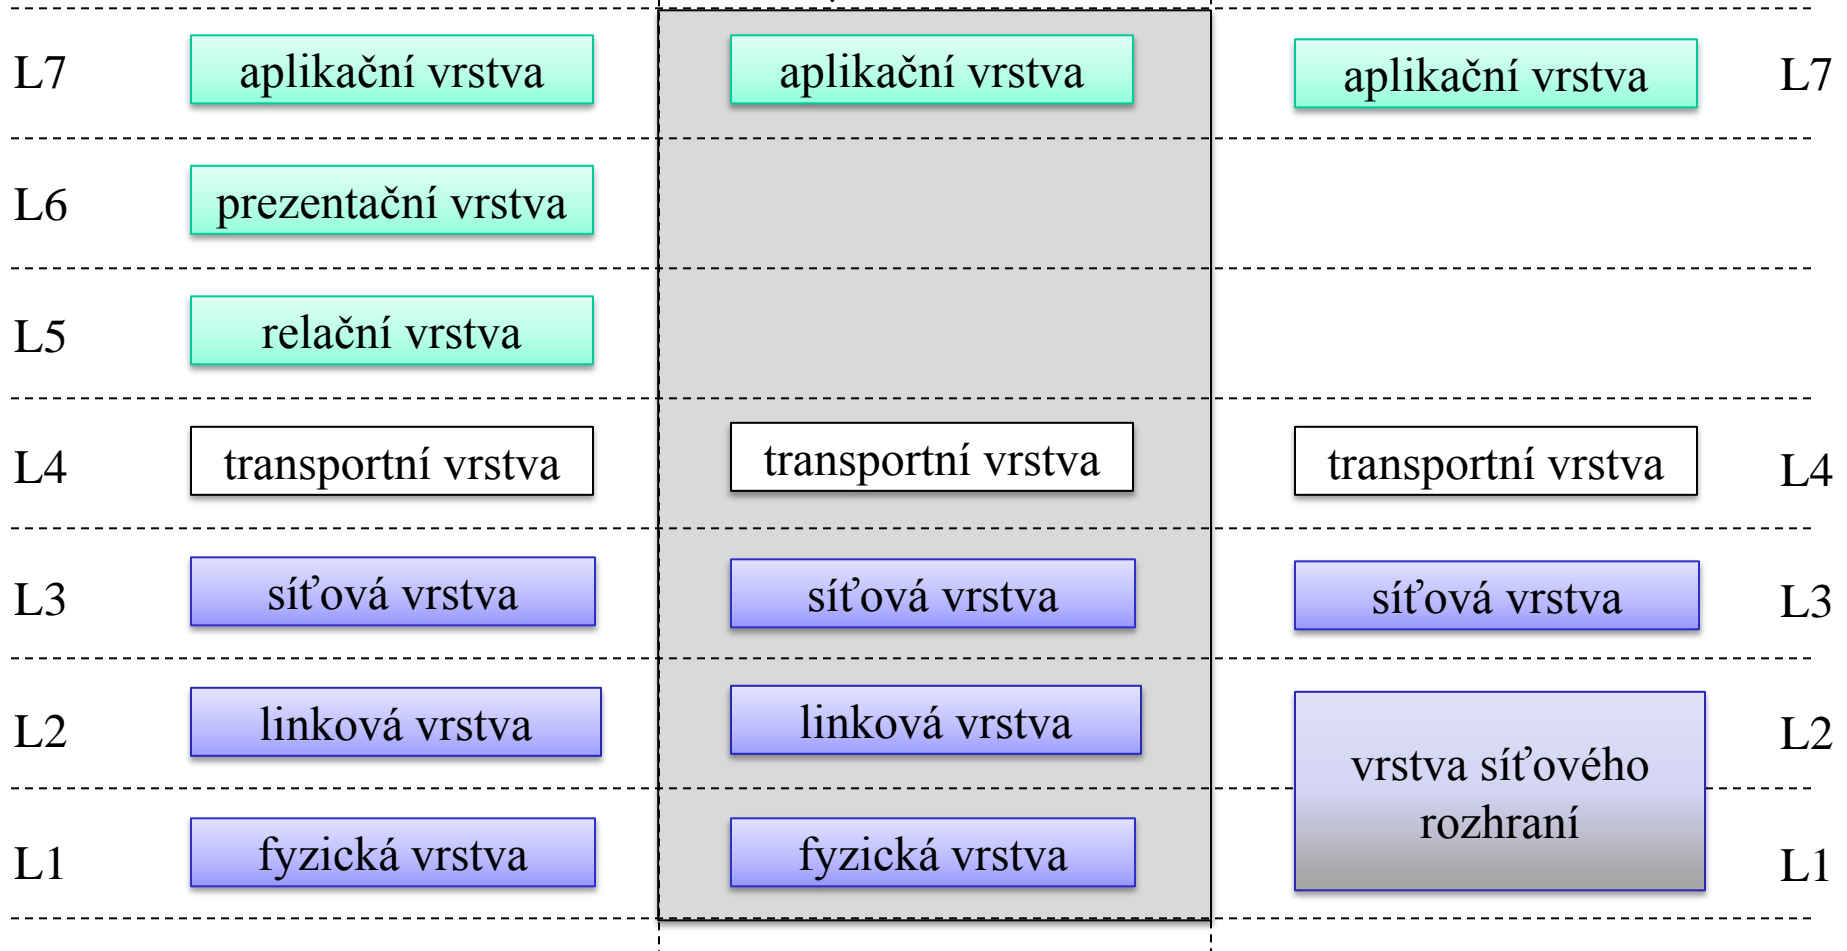 L7 aplikační vrstva aplikační vrstva aplikační vrstva L7
L6 prezentační vrstva
L5 relační vrstva
L4 transportní vrstva transportní vrstva transportní vrstva L4
L3 síťová vrstva síťová vrstva síťová vrstva L3
L2 linková vrstva linková vrstva L2
vrstva síťového
rozhraní
L1 fyzická vrstva fyzická vrstva L1